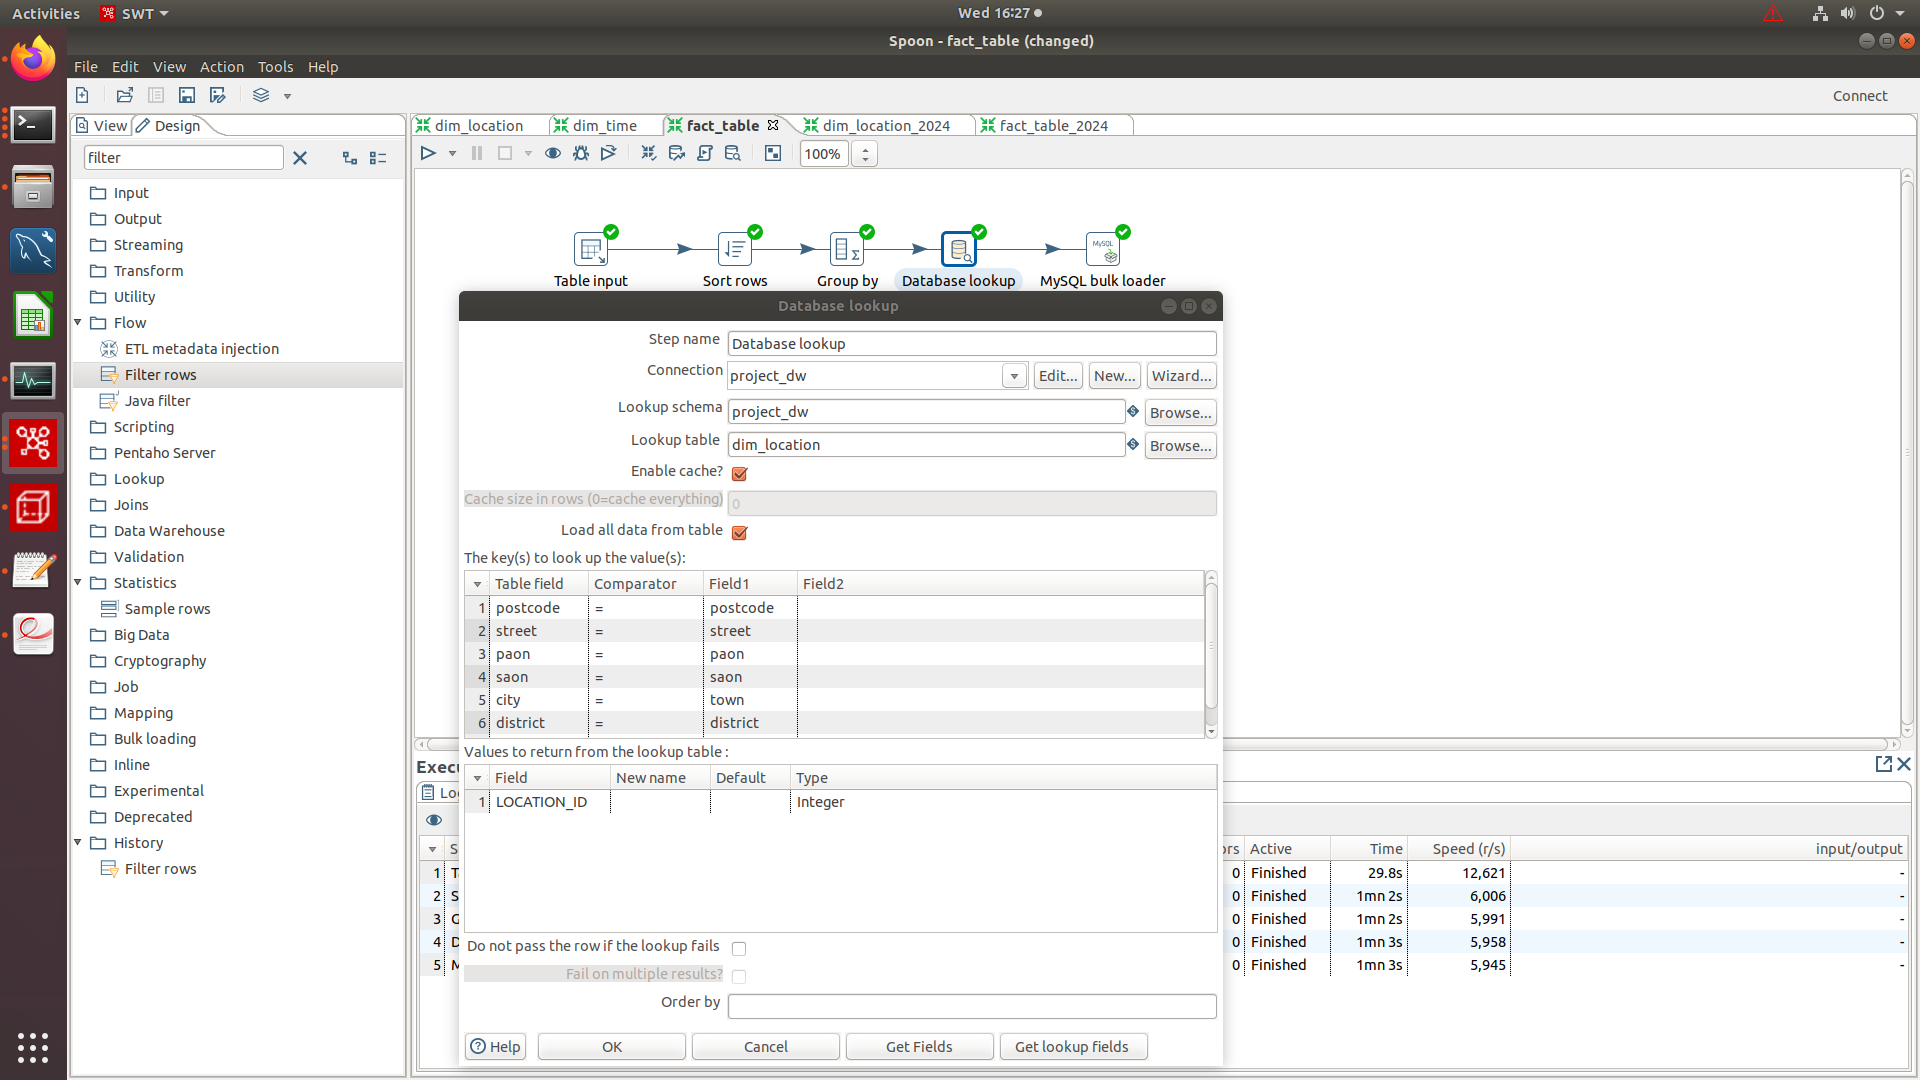 Activities SWT Wed 16:27
Spoon - fact_table (changed)
File Edit View Action Tools Help
Connect
View Design
dim_location dim_time fact_table dim_location_2024 fact_table_2024
filter
100%
Input
Output
Streaming
Transform
Utility
Flow
ETL metadata injection
Filter rows
Java filter
Scripting
Pentaho Server
Lookup
Joins
Data Warehouse
Validation
Statistics
Sample rows
Big Data
Cryptography
Job
Mapping
Bulk loading
Inline
Experimental
Deprecated
History
Filter rows
MySQL
Table input Sort rows Group by Database lookup MySQL bulk loader
Database lookup
Step name Database lookup
Connection project_dw Edit... New... Wizard...
Lookup schema project_dw Browse...
Lookup table dim_location Browse...
Enable cache?
Cache size in rows (0=cache everything) 0
Load all data from table
The key(s) to look up the value(s):
Table field Comparator Field1 Field2
1 postcode = postcode
2 street = street
3 paon = paon
4 saon = saon
5 city = town
6 district = district
Values to return from the lookup table :
Field New name Default Type
1 LOCATION_ID Integer
Do not pass the row if the lookup fails
Fail on multiple results?
Order by
Help OK Cancel Get Fields Get lookup fields
Execu
Lo
S ors Active Time Speed (r/s) input/output
1 T 0 Finished 29.8s 12,621 -
2 S 0 Finished 1mn 2s 6,006 -
3 G 0 Finished 1mn 2s 5,991 -
4 D 0 Finished 1mn 3s 5,958 -
5 M 0 Finished 1mn 3s 5,945 -